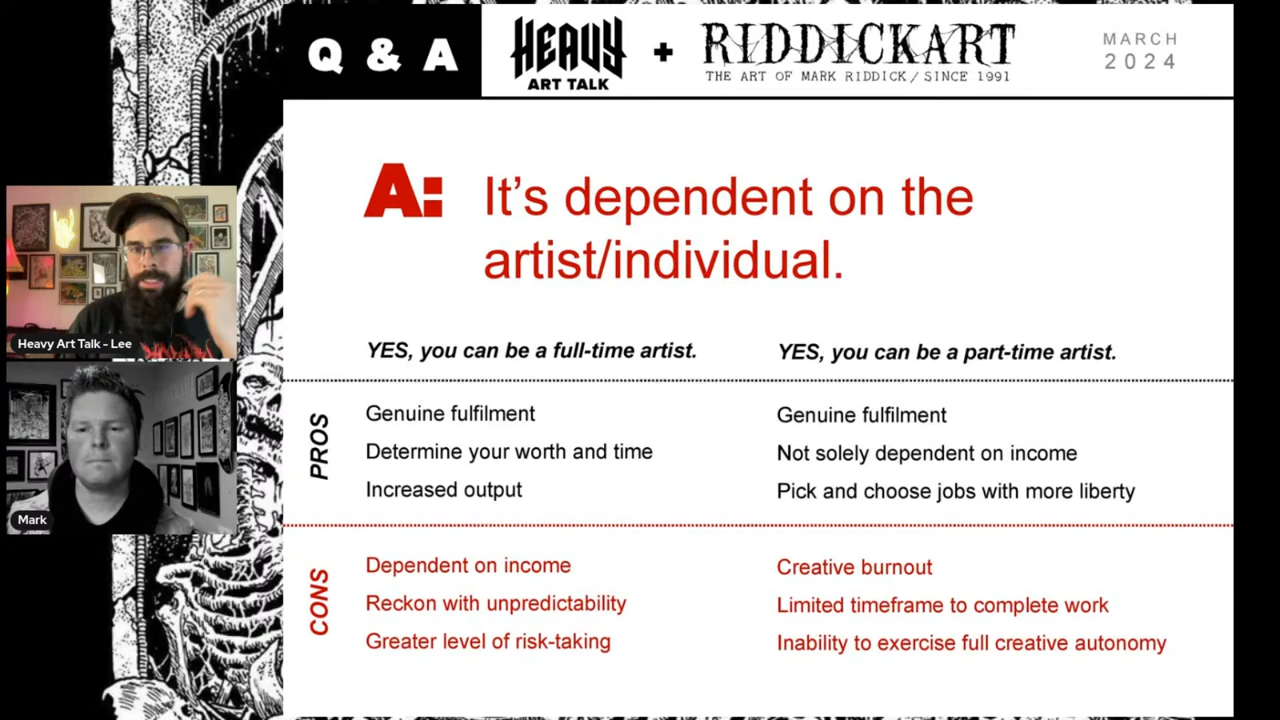 Q & A
HEAVY
ART TALK
+
RIDDICKART
THE ART OF MARK RIDDICK / SINCE 1991
MARCH
2024
A: It's dependent on the
artist/individual.
YES, you can be a full-time artist.
YES, you can be a part-time artist.
PROS
Genuine fulfilment
Determine your worth and time
Increased output
Genuine fulfilment
Not solely dependent on income
Pick and choose jobs with more liberty
CONS
Dependent on income
Reckon with unpredictability
Greater level of risk-taking
Creative burnout
Limited timeframe to complete work
Inability to exercise full creative autonomy
Heavy Art Talk - Lee
Mark